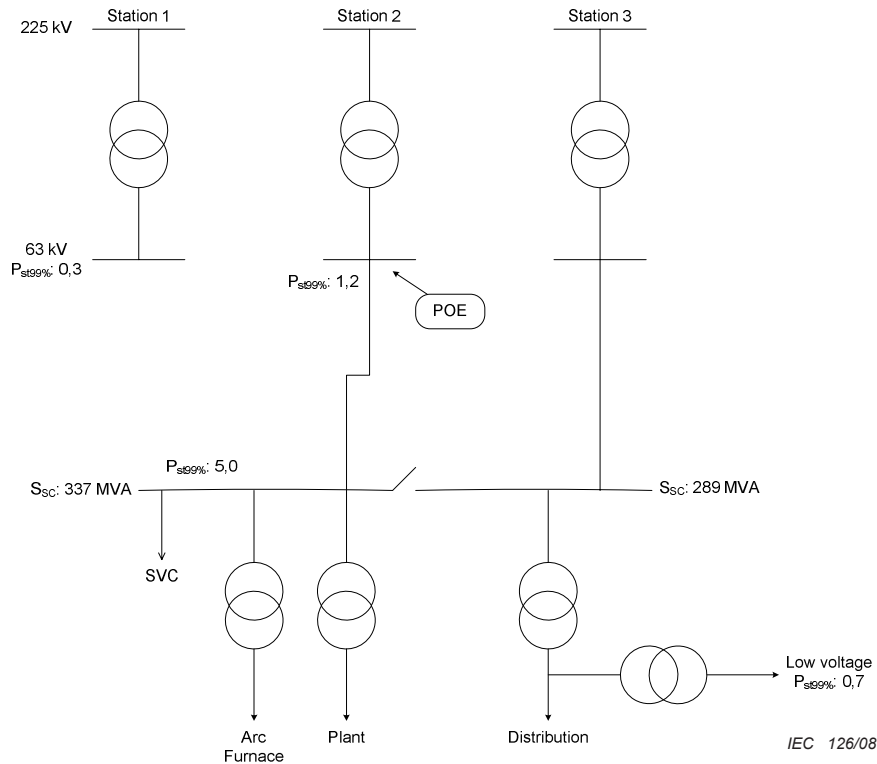 Station 1
Station 2
Station 3
225 kV
63 kV
Pst99%: 0,3
Pst99%: 1,2
POE
Pst99%: 5,0
SSC: 337 MVA
SSC: 289 MVA
SVC
Low voltage
Pst99%: 0,7
Arc
Furnace
Plant
Distribution
IEC 126/08